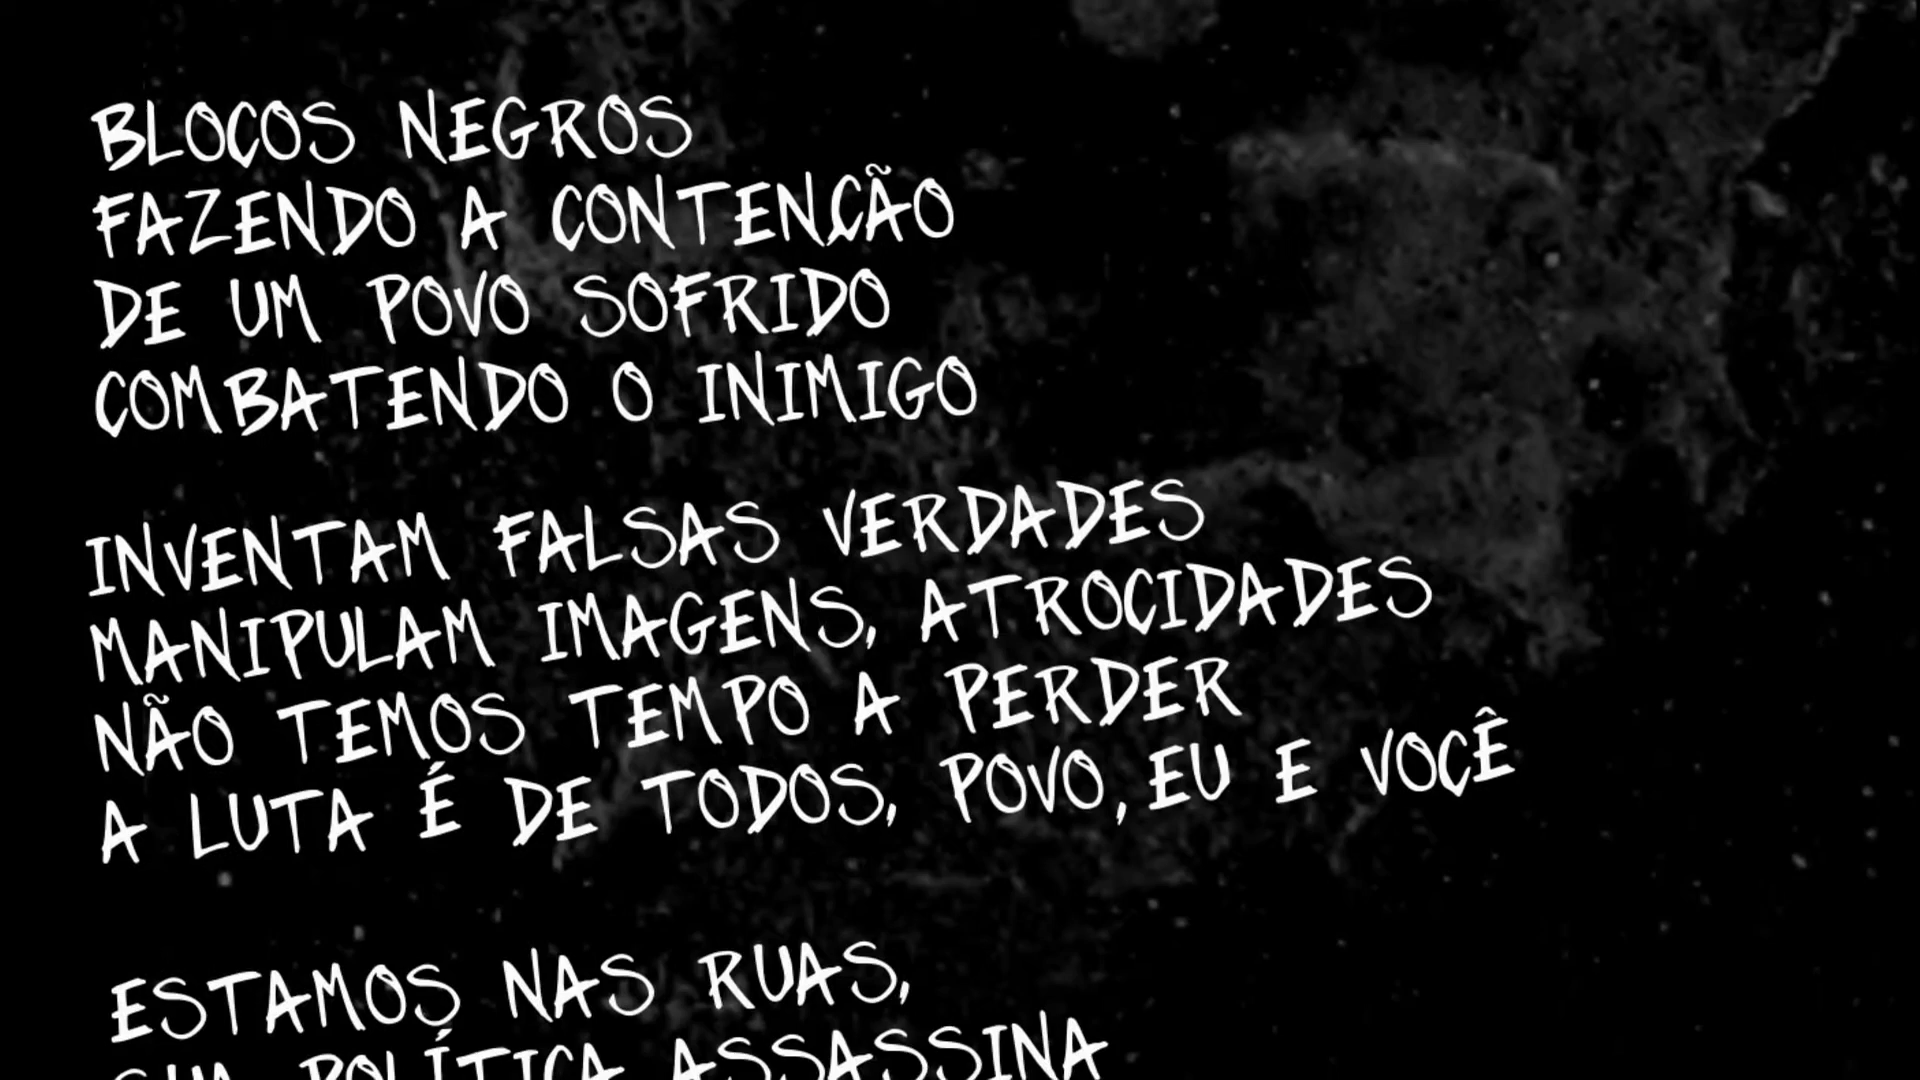 BLOCOS NEGROS
FAZENDO A CONTENÇÃO
DE UM POVO SOFRIDO
COMBATENDO O INIMIGO
INVENTAM FALSAS VERDADES
MANIPULAM IMAGENS, ATROCIDADES
NÃO TEMOS TEMPO A PERDER
A LUTA É DE TODOS, POVO, EU E VOCÊ
ESTAMOS NAS RUAS,
SUA POLÍTICA ASSASSINA